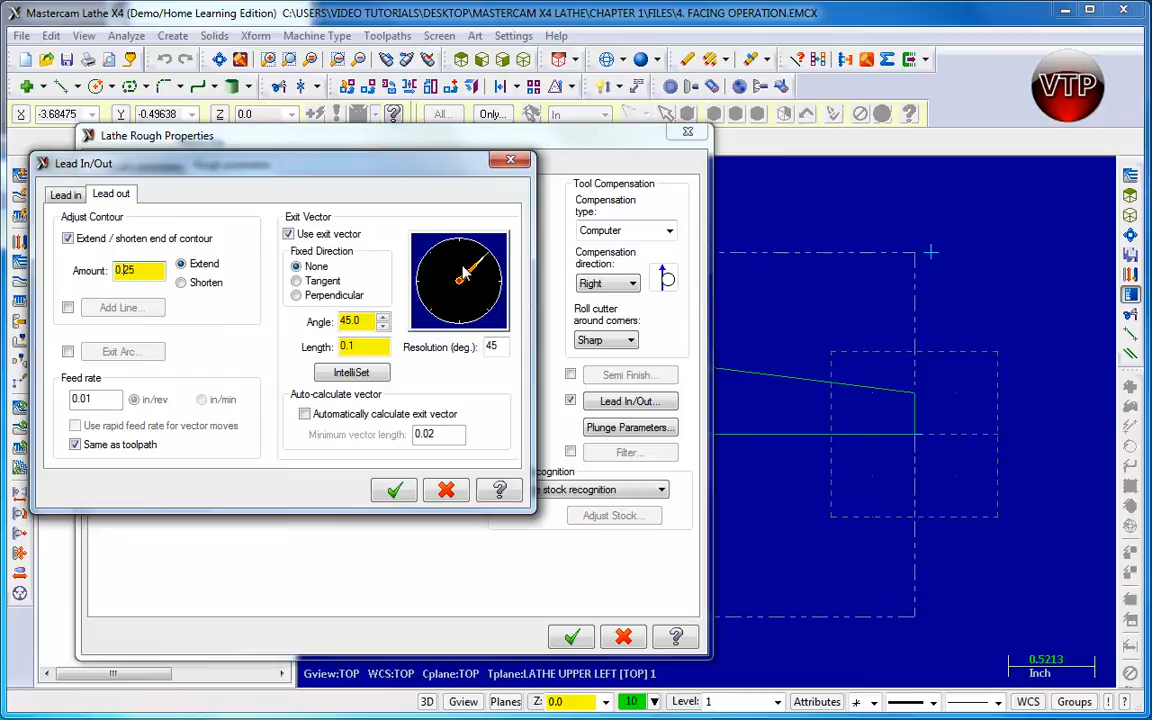 Mastercam Lathe X4 (Demo/Home Learning Edition) C:\USERS\VIDEO TUTORIALS\DESKTOP\MASTERCAM X4 LATHE\CHAPTER 1\FILES\4. FACING OPERATION.EMCX
File Edit View Analyze Create Solids Xform Machine Type Toolpaths Screen Art Settings Help
VTP
X -3.68475 Y -0.49638 Z 0.0 All... Only... In
Lathe Rough Properties
Lead In/Out
Lead in Lead out
Adjust Contour
Extend / shorten end of contour
Amount: 0.25 Extend
Shorten
Add Line...
Exit Arc...
Feed rate
0.01 in/rev in/min
Use rapid feed rate for vector moves
Same as toolpath
Exit Vector
Use exit vector
Fixed Direction
None
Tangent
Perpendicular
Angle: 45.0
Length: 0.1 Resolution (deg.): 45
IntelliSet
Auto-calculate vector
Automatically calculate exit vector
Minimum vector length: 0.02
Tool Compensation
Compensation
type:
Computer
Compensation
direction:
Right
Roll cutter
around corners:
Sharp
Semi Finish...
Lead In/Out...
Plunge Parameters...
Filter...
ognition
e stock recognition
Adjust Stock...
0.5213
Inch
Gview:TOP WCS:TOP Cplane:TOP Tplane:LATHE UPPER LEFT [TOP] 1
3D Gview Planes Z: 0.0 10 Level: 1 Attributes WCS Groups ! ?